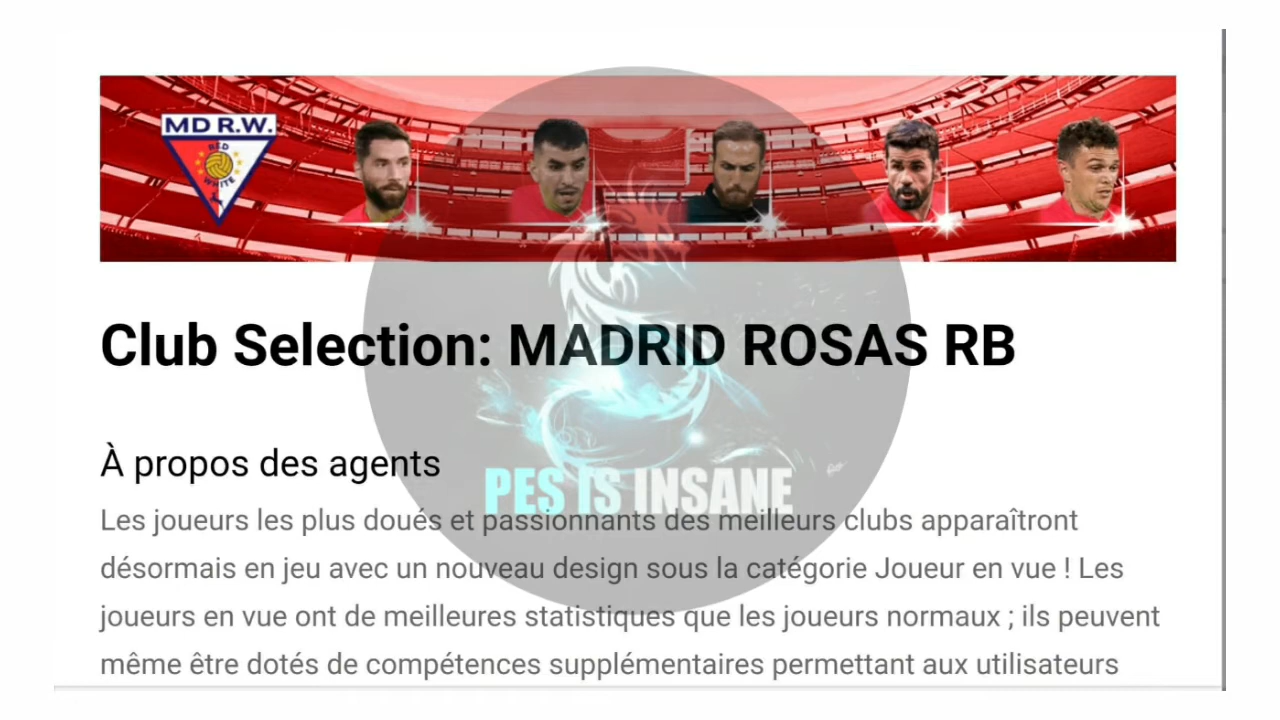 MD R.W.
RED
WHITE
Club Selection: MADRID ROSAS RB
À propos des agents
PES IS INSANE
Les joueurs les plus doués et passionnants des meilleurs clubs apparaîtront
désormais en jeu avec un nouveau design sous la catégorie Joueur en vue ! Les
joueurs en vue ont de meilleures statistiques que les joueurs normaux ; ils peuvent
même être dotés de compétences supplémentaires permettant aux utilisateurs